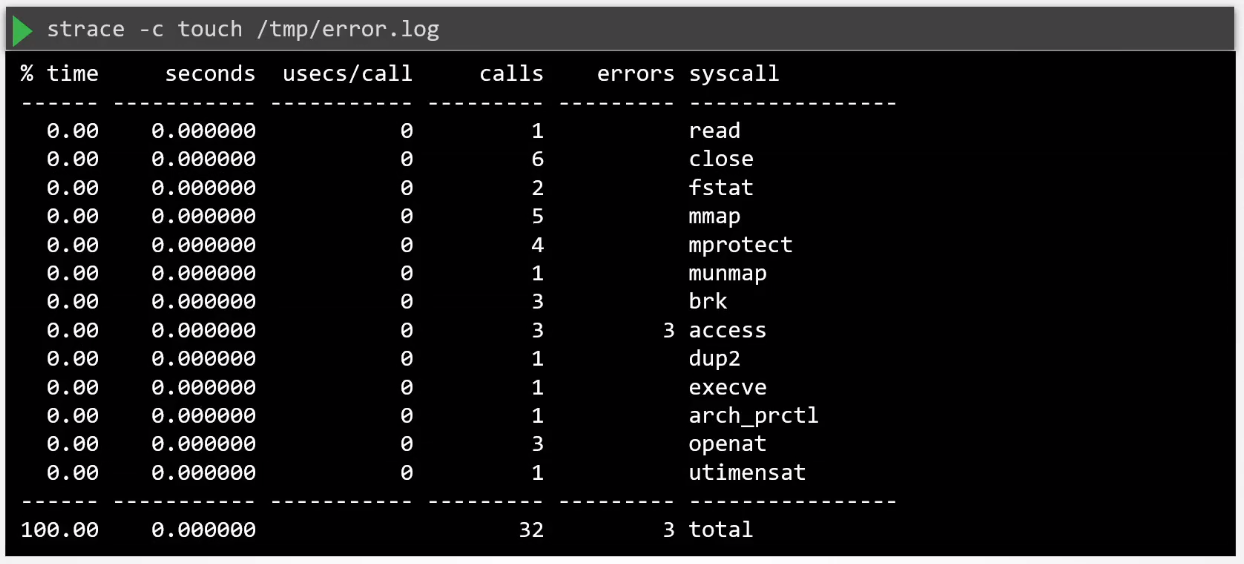 strace -c touch /tmp/error.log
% time     seconds  usecs/call     calls    errors syscall
------ ----------- ----------- --------- --------- ----------------
  0.00    0.000000           0         1           read
  0.00    0.000000           0         6           close
  0.00    0.000000           0         2           fstat
  0.00    0.000000           0         5           mmap
  0.00    0.000000           0         4           mprotect
  0.00    0.000000           0         1           munmap
  0.00    0.000000           0         3           brk
  0.00    0.000000           0         3         3 access
  0.00    0.000000           0         1           dup2
  0.00    0.000000           0         1           execve
  0.00    0.000000           0         1           arch_prctl
  0.00    0.000000           0         3           openat
  0.00    0.000000           0         1           utimensat
------ ----------- ----------- --------- --------- ----------------
100.00    0.000000                    32         3 total